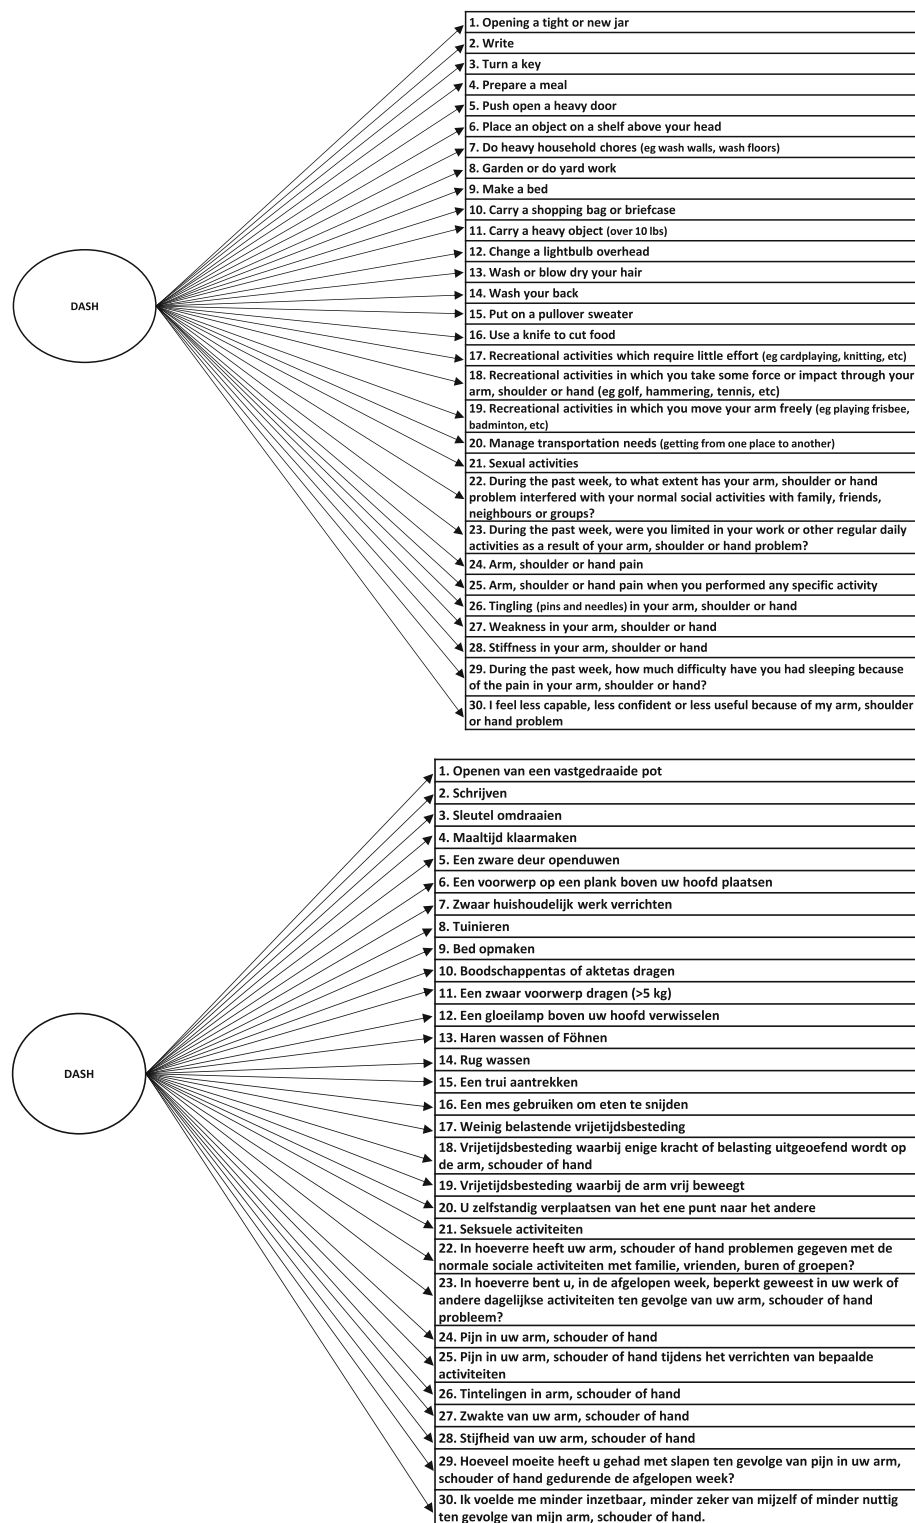 1. Opening a tight or new jar
2. Write
3. Turn a key
4. Prepare a meal
5. Push open a heavy door
6. Place an object on a shelf above your head
7. Do heavy household chores (eg wash walls, wash floors)
8. Garden or do yard work
9. Make a bed
10. Carry a shopping bag or briefcase
11. Carry a heavy object (over 10 lbs)
12. Change a lightbulb overhead
13. Wash or blow dry your hair
14. Wash your back
DASH
15. Put on a pullover sweater
16. Use a knife to cut food
17. Recreational activities which require little effort (eg cardplaying, knitting, etc)
18. Recreational activities in which you take some force or impact through your
arm, shoulder or hand (eg golf, hammering, tennis, etc)
19. Recreational activities in which you move your arm freely (eg playing frisbee,
badminton, etc)
20. Manage transportation needs (getting from one place to another)
21. Sexual activities
22. During the past week, to what extent has your arm, shoulder or hand
problem interfered with your normal social activities with family, friends,
neighbours or groups?
23. During the past week, were you limited in your work or other regular daily
activities as a result of your arm, shoulder or hand problem?
24. Arm, shoulder or hand pain
25. Arm, shoulder or hand pain when you performed any specific activity
26. Tingling (pins and needles) in your arm, shoulder or hand
27. Weakness in your arm, shoulder or hand
28. Stiffness in your arm, shoulder or hand
29. During the past week, how much difficulty have you had sleeping because
of the pain in your arm, shoulder or hand?
30. I feel less capable, less confident or less useful because of my arm, shoulder
or hand problem
1. Openen van een vastgedraaide pot
2. Schrijven
3. Sleutel omdraaien
4. Maaltijd klaarmaken
5. Een zware deur openduwen
6. Een voorwerp op een plank boven uw hoofd plaatsen
7. Zwaar huishoudelijk werk verrichten
8. Tuinieren
9. Bed opmaken
10. Boodschappentas of aktetas dragen
11. Een zwaar voorwerp dragen (>5 kg)
12. Een gloeilamp boven uw hoofd verwisselen
13. Haren wassen of Föhnen
14. Rug wassen
DASH
15. Een trui aantrekken
16. Een mes gebruiken om eten te snijden
17. Weinig belastende vrijetijdsbesteding
18. Vrijetijdsbesteding waarbij enige kracht of belasting uitgeoefend wordt op
de arm, schouder of hand
19. Vrijetijdsbesteding waarbij de arm vrij beweegt
20. U zelfstandig verplaatsen van het ene punt naar het andere
21. Seksuele activiteiten
22. In hoeverre heeft uw arm, schouder of hand problemen gegeven met de
normale sociale activiteiten met familie, vrienden, buren of groepen?
23. In hoeverre bent u, in de afgelopen week, beperkt geweest in uw werk of
andere dagelijkse activiteiten ten gevolge van uw arm, schouder of hand
probleem?
24. Pijn in uw arm, schouder of hand
25. Pijn in uw arm, schouder of hand tijdens het verrichten van bepaalde
activiteiten
26. Tintelingen in arm, schouder of hand
27. Zwakte van uw arm, schouder of hand
28. Stijfheid van uw arm, schouder of hand
29. Hoeveel moeite heeft u gehad met slapen ten gevolge van pijn in uw arm,
schouder of hand gedurende de afgelopen week?
30. Ik voelde me minder inzetbaar, minder zeker van mijzelf of minder nuttig
ten gevolge van mijn arm, schouder of hand.